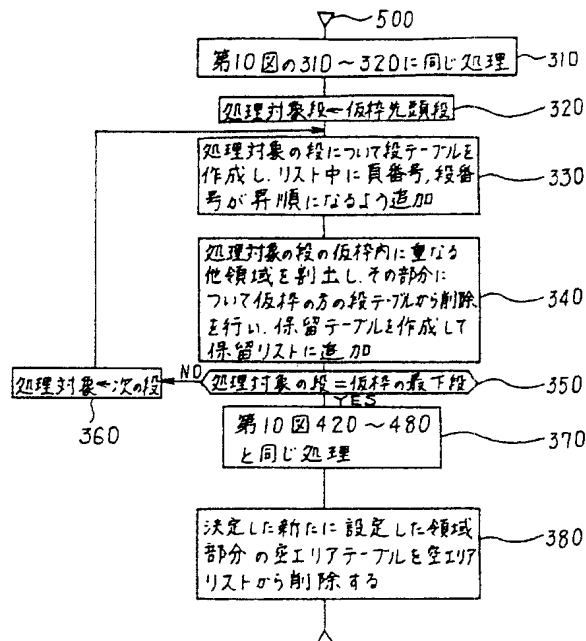 500
第10図の310～320に同じ処理
310
処理対象段←仮枠先頭段
320
処理対象の段について段テーブルを
作成し,リスト中に頁番号,段番
号が昇順になるよう追加
330
処理対象の段の仮枠内に重なる
他領域を割出し,その部分に
ついて仮枠の方の段テーブルから削除
を行い,保留テーブルを作成して
保留リストに追加
340
処理対象の段=仮枠の最下段
350
NO
処理対象←次の段
360
YES
第10図420～480
と同じ処理
370
決定した新たに設定した領域
部分の空エリアテーブルを空エリア
リストから削除する
380